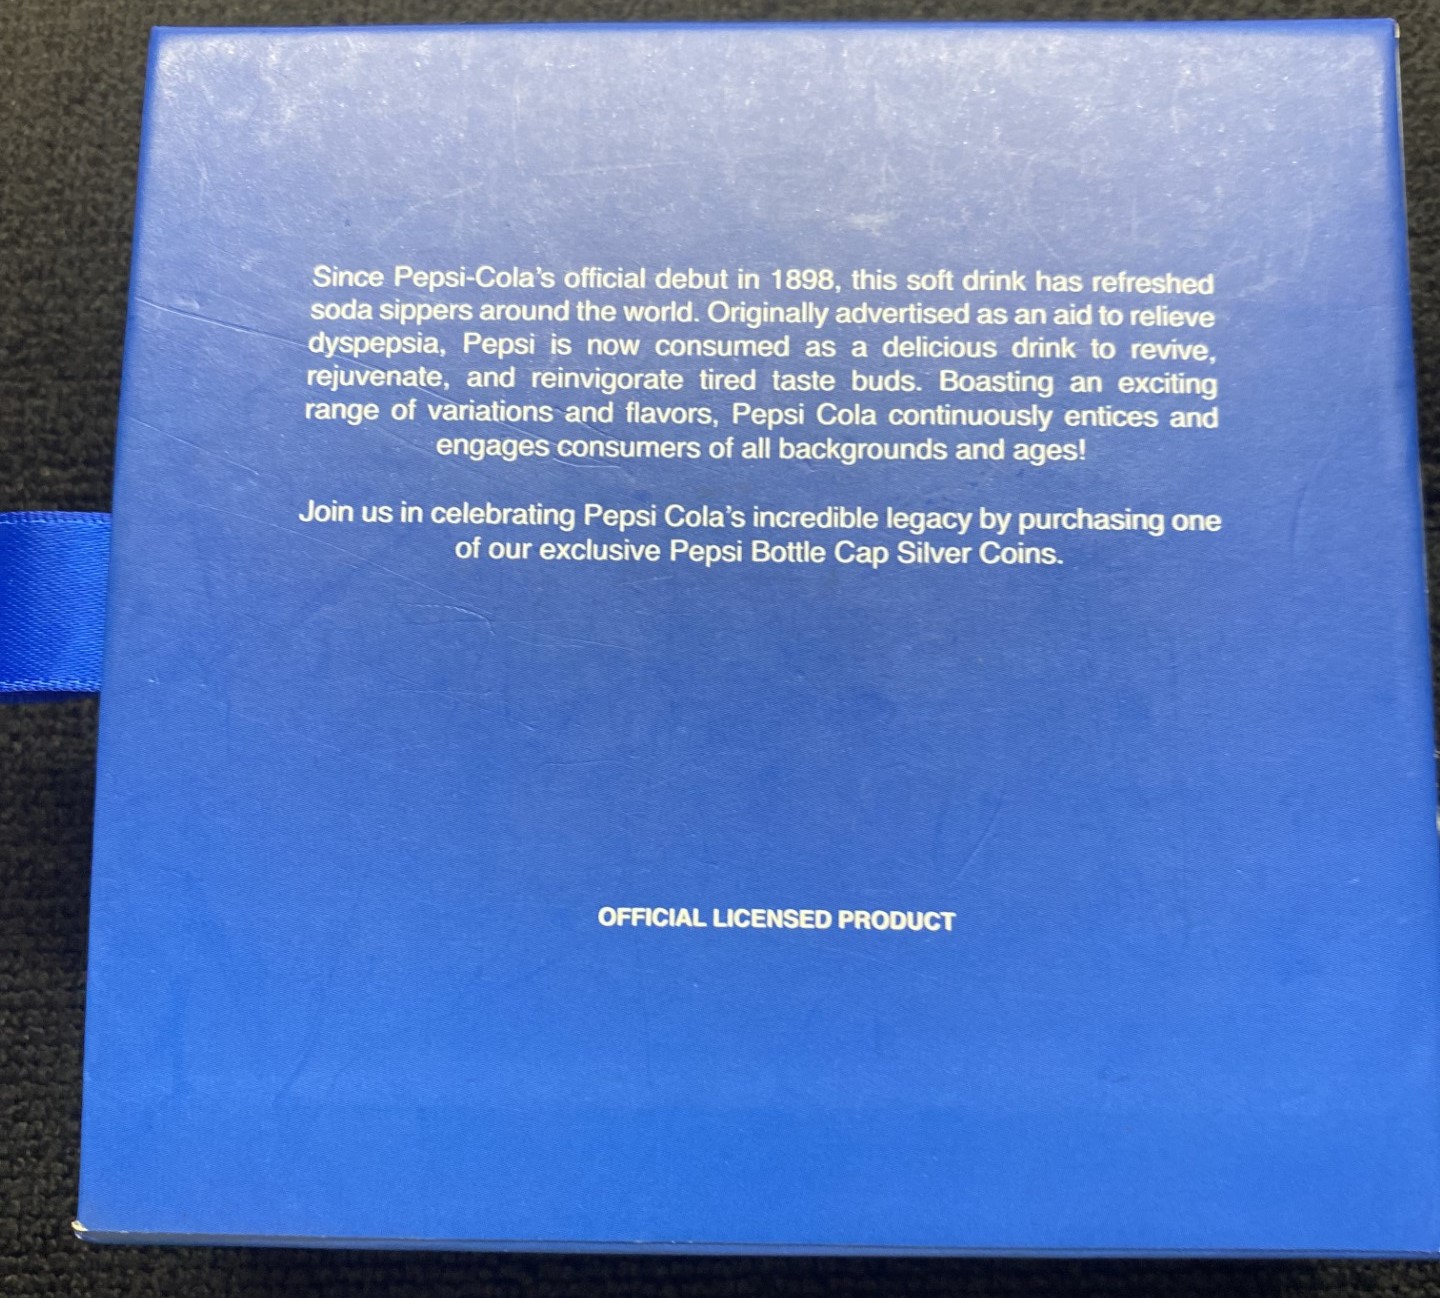 Since Pepsi-Cola's official debut in 1898, this soft drink has refreshed
soda sippers around the world. Originally advertised as an aid to relieve
dyspepsia, Pepsi is now consumed as a delicious drink to revive,
rejuvenate, and reinvigorate tired taste buds. Boasting an exciting
range of variations and flavors, Pepsi Cola continuously entices and
engages consumers of all backgrounds and ages!
Join us in celebrating Pepsi Cola's incredible legacy by purchasing one
of our exclusive Pepsi Bottle Cap Silver Coins.
OFFICIAL LICENSED PRODUCT